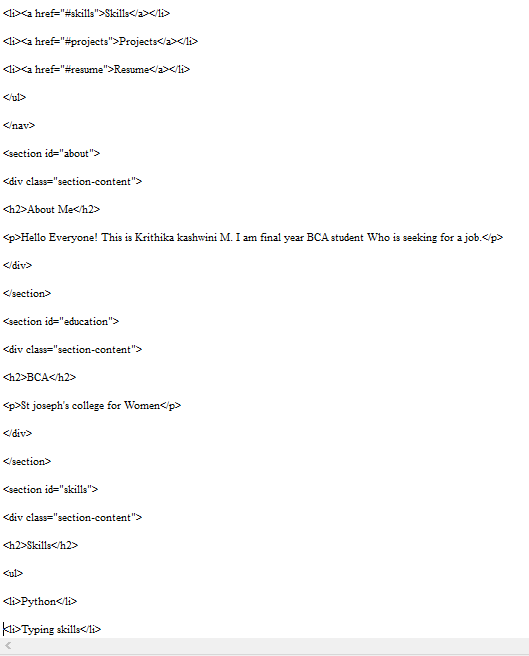 <li><a href="#skills">Skills</a></li>
<li><a href="#projects">Projects</a></li>
<li><a href="#resume">Resume</a></li>
</ul>
</nav>
<section id="about">
<div class="section-content">
<h2>About Me</h2>
<p>Hello Everyone! This is Krithika kashwini M. I am final year BCA student Who is seeking for a job.</p>
</div>
</section>
<section id="education">
<div class="section-content">
<h2>BCA</h2>
<p>St joseph's college for Women</p>
</div>
</section>
<section id="skills">
<div class="section-content">
<h2>Skills</h2>
<ul>
<li>Python</li>
<li>Typing skills</li>